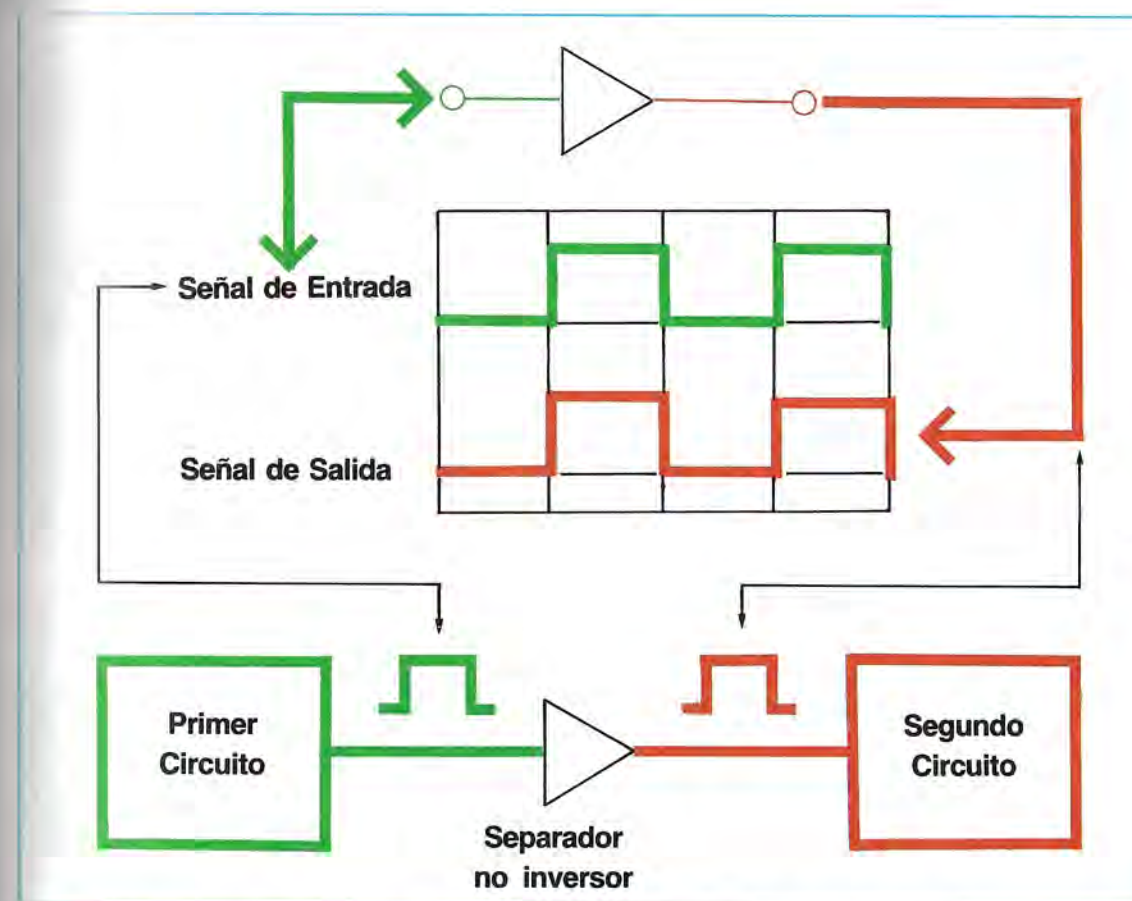 Señal de Entrada
Señal de Salida
Primer
Circuito
Segundo
Circuito
Separador
no inversor